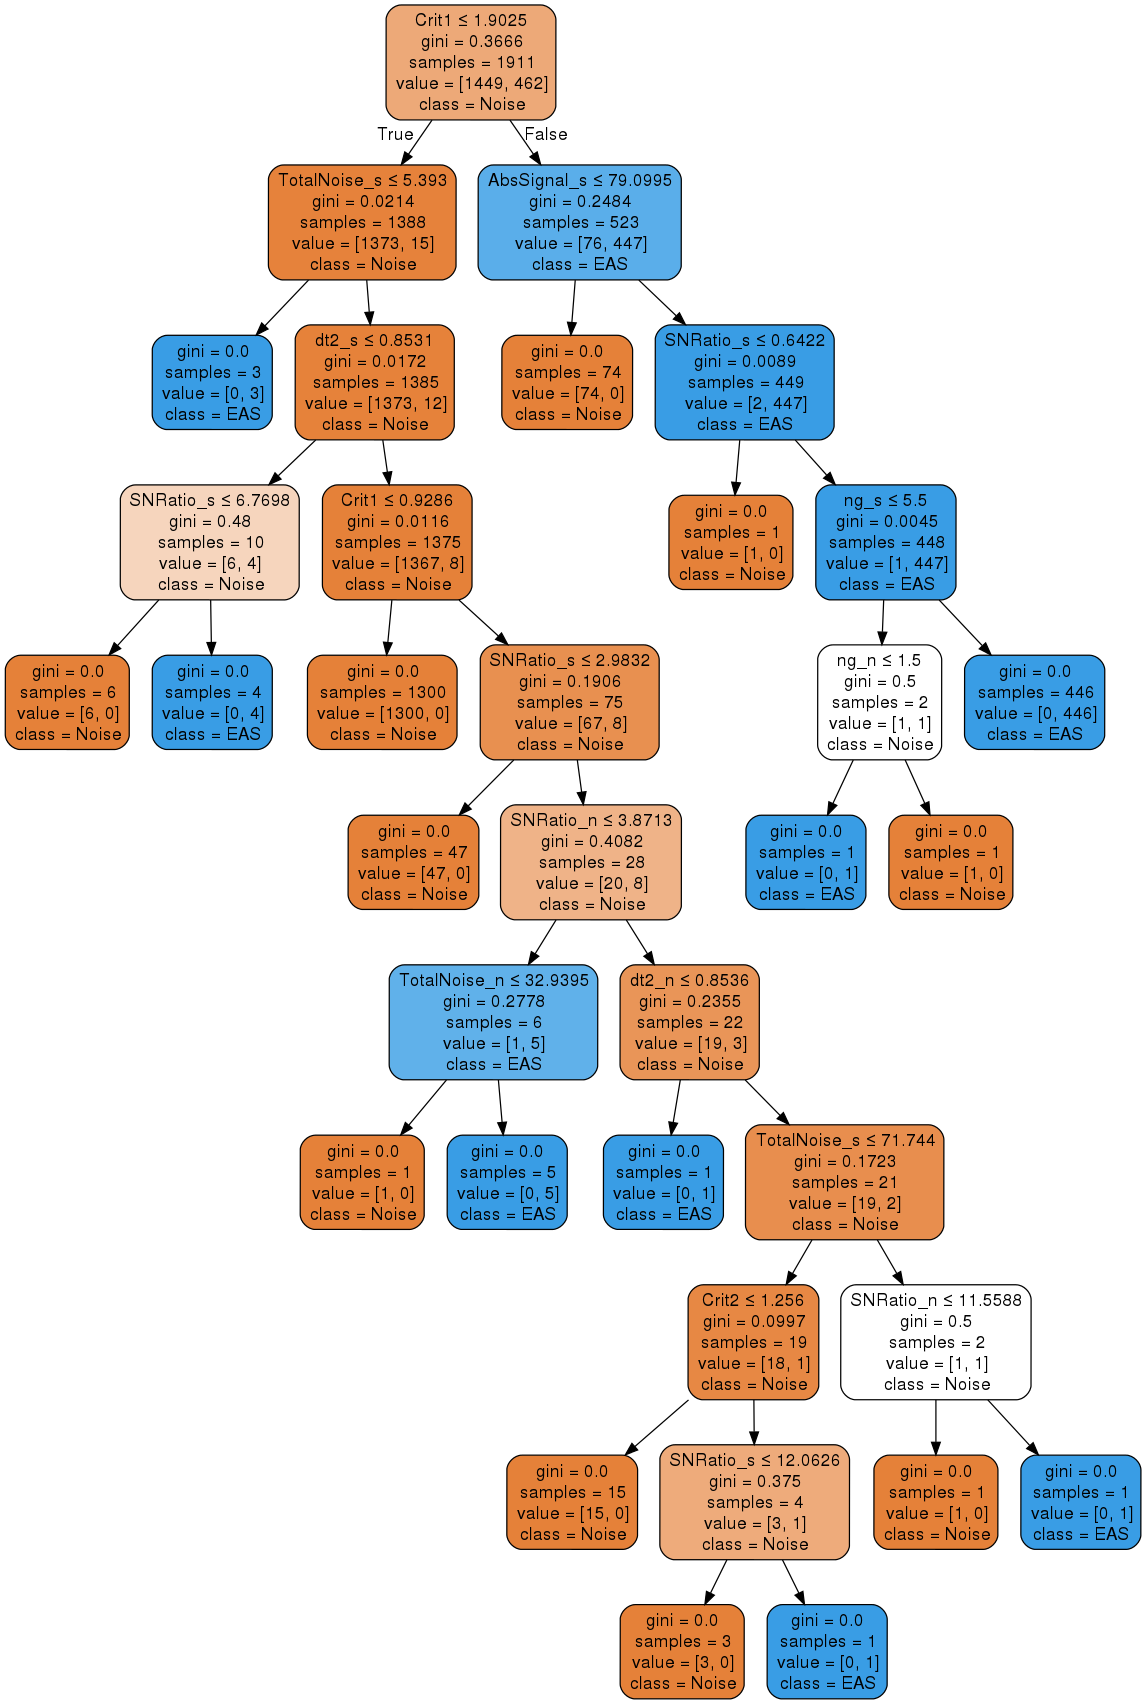 Crit1 ≤ 1.9025
gini = 0.3666
samples = 1911
value = [1449, 462]
class = Noise
True
False
TotalNoise_s ≤ 5.393
gini = 0.0214
samples = 1388
value = [1373, 15]
class = Noise
AbsSignal_s ≤ 79.0995
gini = 0.2484
samples = 523
value = [76, 447]
class = EAS
gini = 0.0
samples = 3
value = [0, 3]
class = EAS
dt2_s ≤ 0.8531
gini = 0.0172
samples = 1385
value = [1373, 12]
class = Noise
gini = 0.0
samples = 74
value = [74, 0]
class = Noise
SNRatio_s ≤ 0.6422
gini = 0.0089
samples = 449
value = [2, 447]
class = EAS
SNRatio_s ≤ 6.7698
gini = 0.48
samples = 10
value = [6, 4]
class = Noise
Crit1 ≤ 0.9286
gini = 0.0116
samples = 1375
value = [1367, 8]
class = Noise
gini = 0.0
samples = 1
value = [1, 0]
class = Noise
ng_s ≤ 5.5
gini = 0.0045
samples = 448
value = [1, 447]
class = EAS
gini = 0.0
samples = 6
value = [6, 0]
class = Noise
gini = 0.0
samples = 4
value = [0, 4]
class = EAS
gini = 0.0
samples = 1300
value = [1300, 0]
class = Noise
SNRatio_s ≤ 2.9832
gini = 0.1906
samples = 75
value = [67, 8]
class = Noise
ng_n ≤ 1.5
gini = 0.5
samples = 2
value = [1, 1]
class = Noise
gini = 0.0
samples = 446
value = [0, 446]
class = EAS
gini = 0.0
samples = 47
value = [47, 0]
class = Noise
SNRatio_n ≤ 3.8713
gini = 0.4082
samples = 28
value = [20, 8]
class = Noise
gini = 0.0
samples = 1
value = [0, 1]
class = EAS
gini = 0.0
samples = 1
value = [1, 0]
class = Noise
TotalNoise_n ≤ 32.9395
gini = 0.2778
samples = 6
value = [1, 5]
class = EAS
dt2_n ≤ 0.8536
gini = 0.2355
samples = 22
value = [19, 3]
class = Noise
gini = 0.0
samples = 1
value = [1, 0]
class = Noise
gini = 0.0
samples = 5
value = [0, 5]
class = EAS
gini = 0.0
samples = 1
value = [0, 1]
class = EAS
TotalNoise_s ≤ 71.744
gini = 0.1723
samples = 21
value = [19, 2]
class = Noise
Crit2 ≤ 1.256
gini = 0.0997
samples = 19
value = [18, 1]
class = Noise
SNRatio_n ≤ 11.5588
gini = 0.5
samples = 2
value = [1, 1]
class = Noise
gini = 0.0
samples = 15
value = [15, 0]
class = Noise
SNRatio_s ≤ 12.0626
gini = 0.375
samples = 4
value = [3, 1]
class = Noise
gini = 0.0
samples = 1
value = [1, 0]
class = Noise
gini = 0.0
samples = 1
value = [0, 1]
class = EAS
gini = 0.0
samples = 3
value = [3, 0]
class = Noise
gini = 0.0
samples = 1
value = [0, 1]
class = EAS